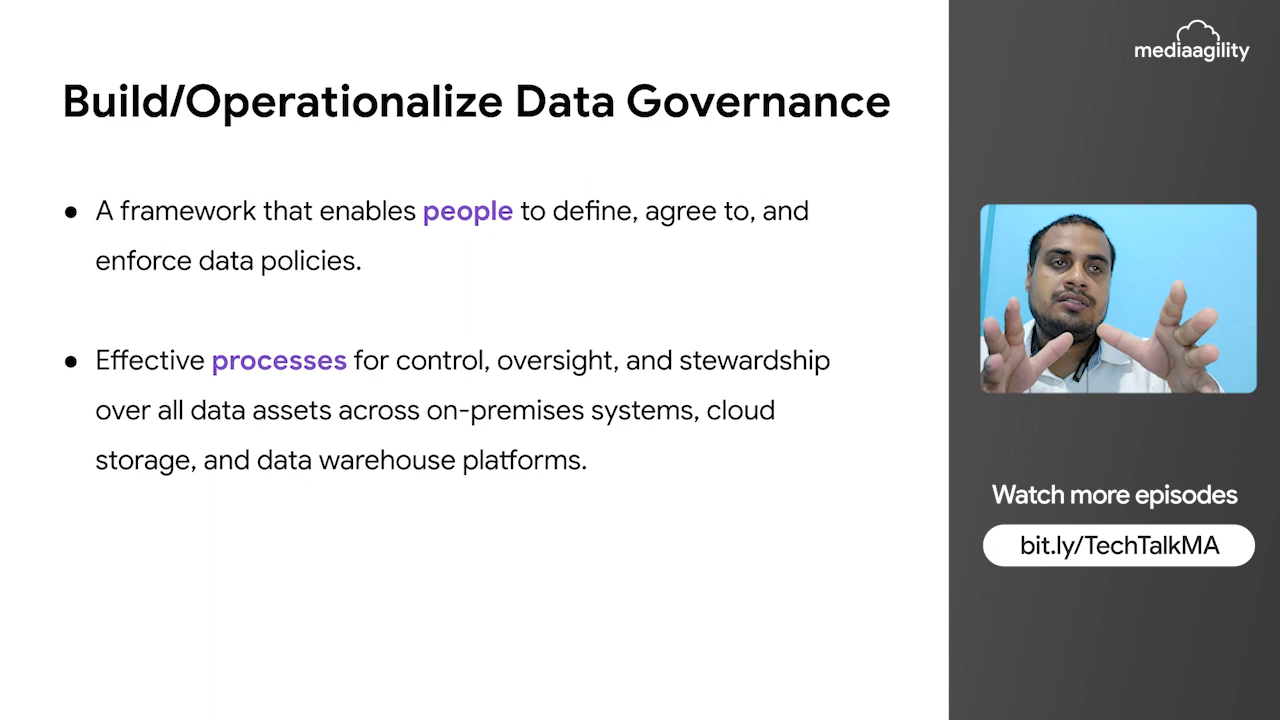 mediaagility
Build/Operationalize Data Governance
● A framework that enables people to define, agree to, and
enforce data policies.
● Effective processes for control, oversight, and stewardship
over all data assets across on-premises systems, cloud
storage, and data warehouse platforms.
Watch more episodes
bit.ly/TechTalkMA